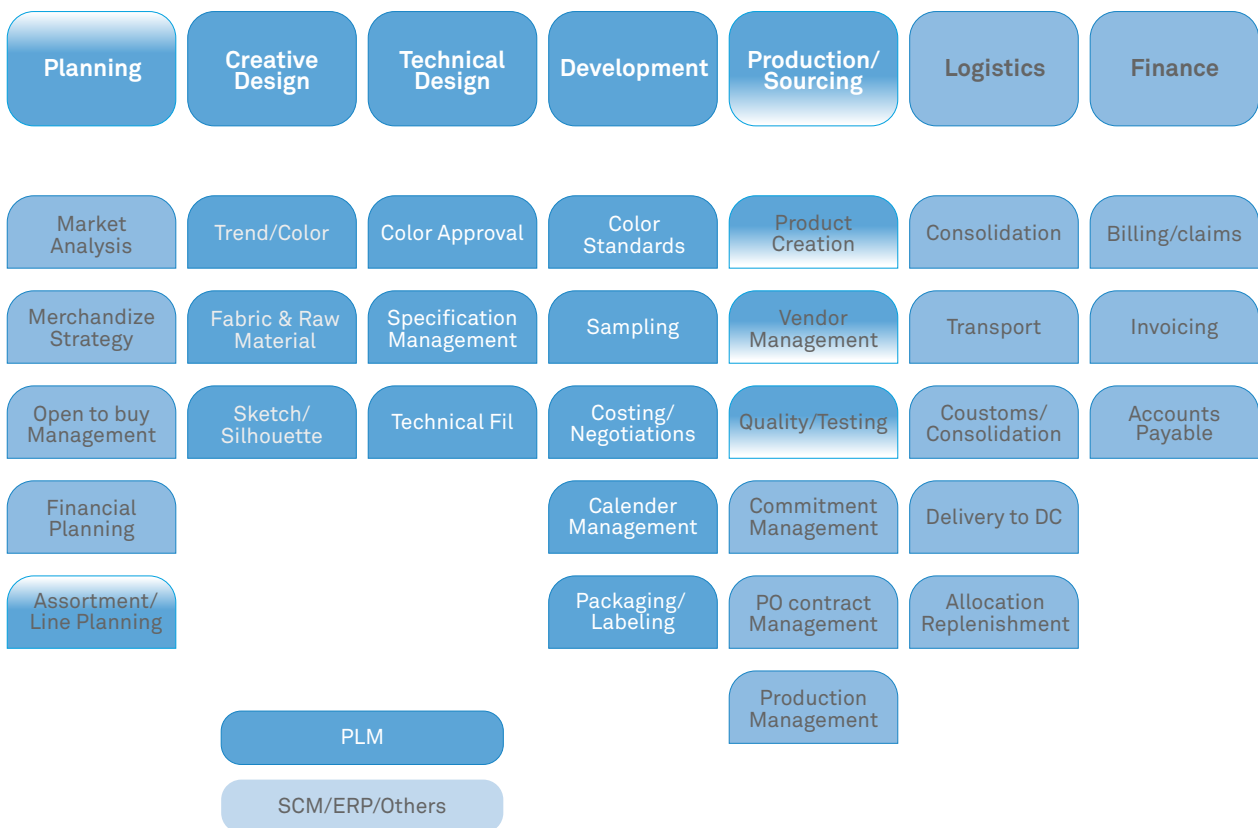 Planning
Creative
Design
Technical
Design
Development
Production/
Sourcing
Logistics
Finance
Market
Analysis
Trend/Color
Color Approval
Color
Standards
Product
Creation
Consolidation
Billing/claims
Merchandize
Strategy
Fabric & Raw
Material
Specification
Management
Sampling
Vendor
Management
Transport
Invoicing
Open to buy
Management
Sketch/
Silhouette
Technical Fil
Costing/
Negotiations
Quality/Testing
Coustoms/
Consolidation
Accounts
Payable
Financial
Planning
Calender
Management
Commitment
Management
Delivery to DC
Assortment/
Line Planning
Packaging/
Labeling
PO contract
Management
Allocation
Replenishment
Production
Management
PLM
SCM/ERP/Others